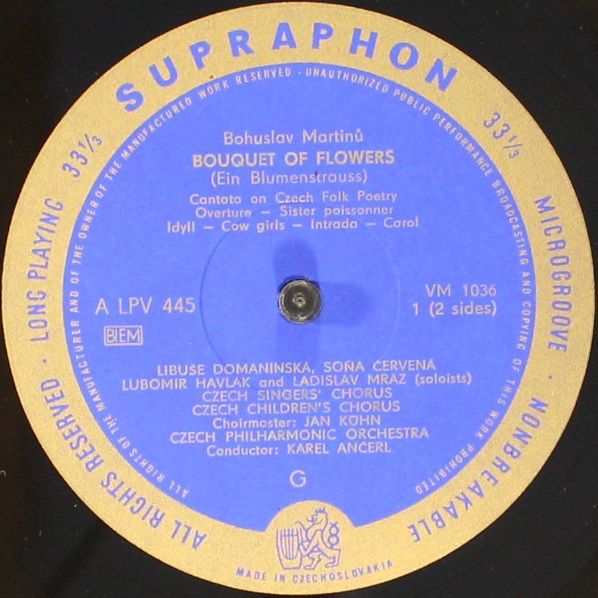 SUPRAPHON
33⅓
33⅓
LONG PLAYING
MICROGROOVE · NONBREAKABLE
ALL RIGHTS RESERVED ·
ALL RIGHTS OF THE MANUFACTURER AND OF THE OWNER OF THE MANUFACTURED WORK RESERVED · UNAUTHORIZED PUBLIC PERFORMANCE BROADCASTING AND COPYING OF THIS WORK PROHIBITED
Bohuslav Martinů
BOUQUET OF FLOWERS
(Ein Blumenstrauss)
Cantata on Czech Folk Poetry
Overture – Sister poissonner
Idyll – Cow girls – Intrada – Carol
A LPV 445
VM 1036
BIEM
1 (2 sides)
LIBUŠE DOMANINSKÁ, SOŇA ČERVENÁ
LUBOMÍR HAVLAK and LADISLAV MRAZ (soloists)
CZECH SINGERS' CHORUS
CZECH CHILDREN'S CHORUS
Choirmaster: JAN KÜHN
CZECH PHILHARMONIC ORCHESTRA
Conductor: KAREL ANČERL
G
MADE IN CZECHOSLOVAKIA